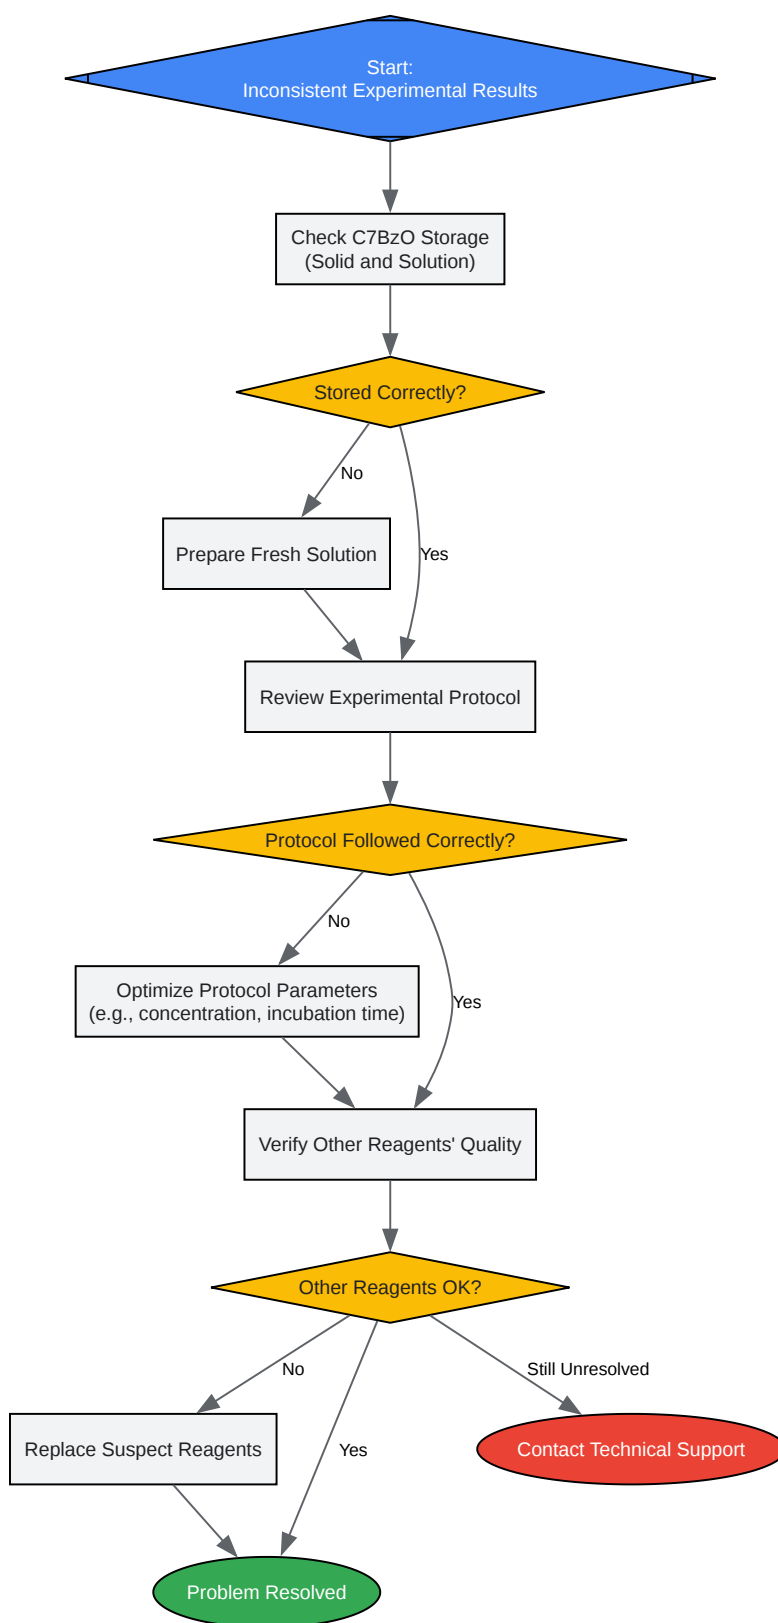 Start:
Inconsistent Experimental Results
Check C7BzO Storage
(Solid and Solution)
Stored Correctly?
No
Prepare Fresh Solution
Yes
Review Experimental Protocol
Protocol Followed Correctly?
No
Optimize Protocol Parameters
(e.g., concentration, incubation time)
Yes
Verify Other Reagents' Quality
Other Reagents OK?
No
Still Unresolved
Replace Suspect Reagents
Yes
Contact Technical Support
Problem Resolved